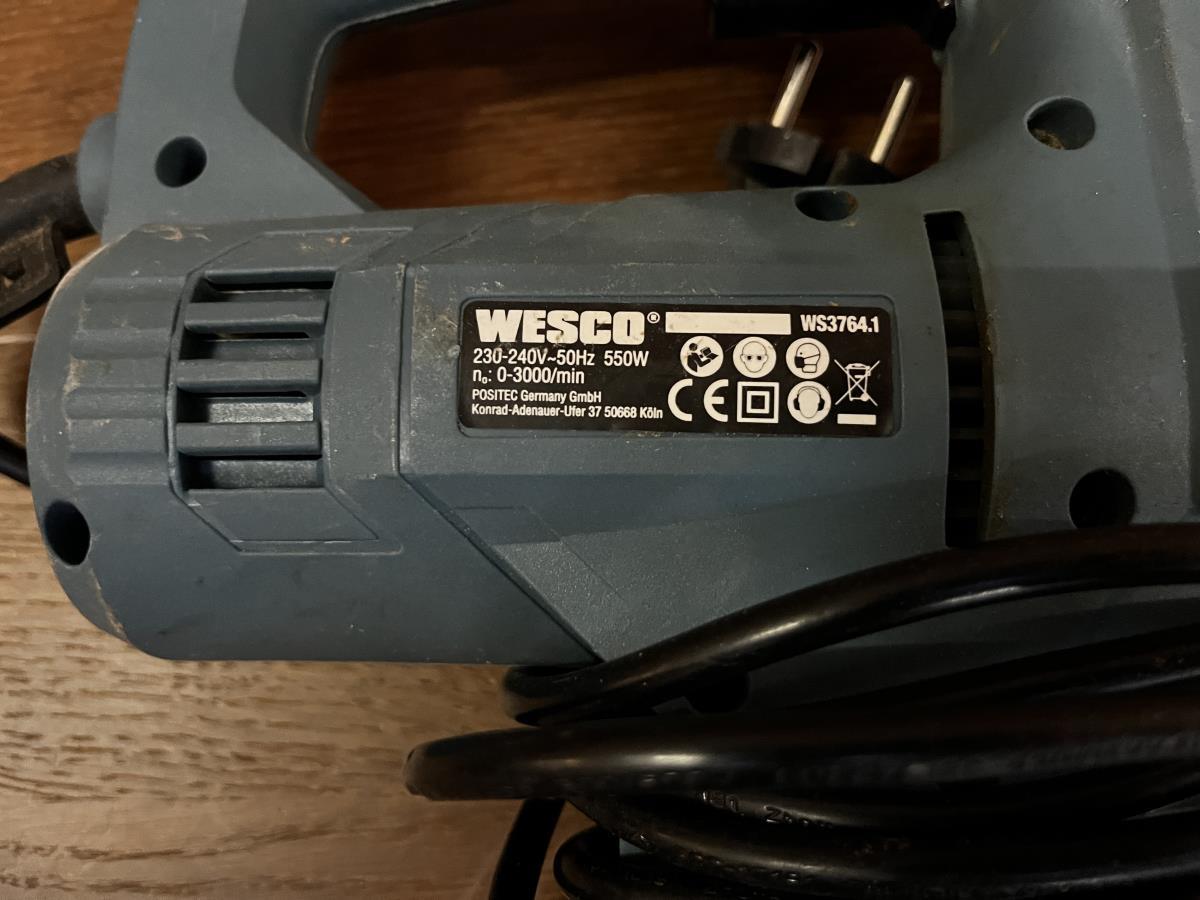 WESCO® WS3764.1
230-240V~50Hz 550W
n₀: 0-3000/min
POSITEC Germany GmbH
Konrad-Adenauer-Ufer 37 50668 Köln
CE